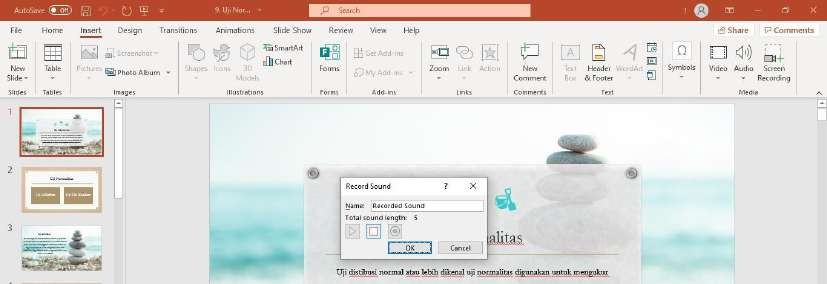 AutoSave Off 9. Uji Nor... Search
File Home Insert Design Transitions Animations Slide Show Review View Help Share Comments
New Slide Table Pictures Screenshot Photo Album Shapes Icons 3D Models SmartArt Chart Forms Get Add-ins My Add-ins Zoom Link Action New Comment Text Box Header & Footer WordArt Symbols Video Audio Screen Recording
Slides Tables Images Illustrations Forms Add-ins Links Comments Text Media
1
2
Uji Normalitas
3
Record Sound ?
Name: Recorded Sound
Total sound length: 5
OK Cancel
malitas
Uji distibusi normal atau lebih dikenal uji normalitas digunakan untuk mengukur